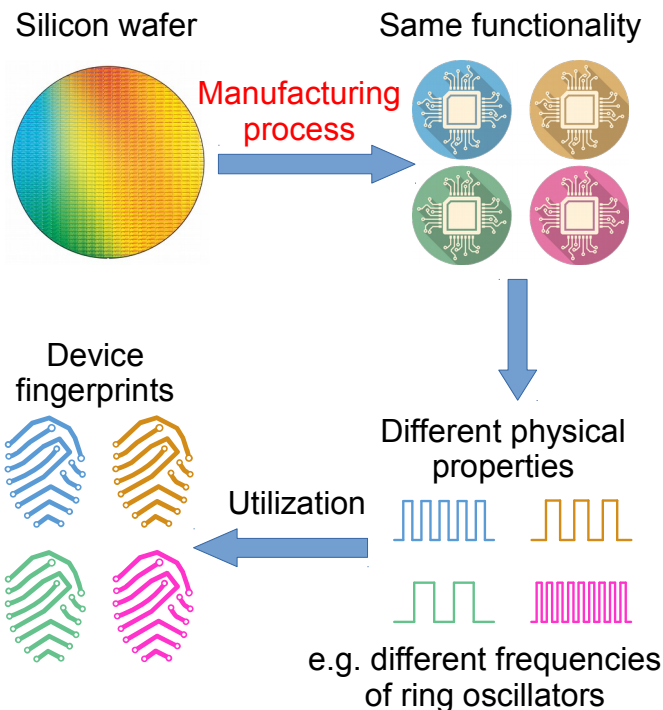 Silicon wafer
Same functionality
Manufacturing
process
Device
fingerprints
Different physical
properties
Utilization
e.g. different frequencies
of ring oscillators